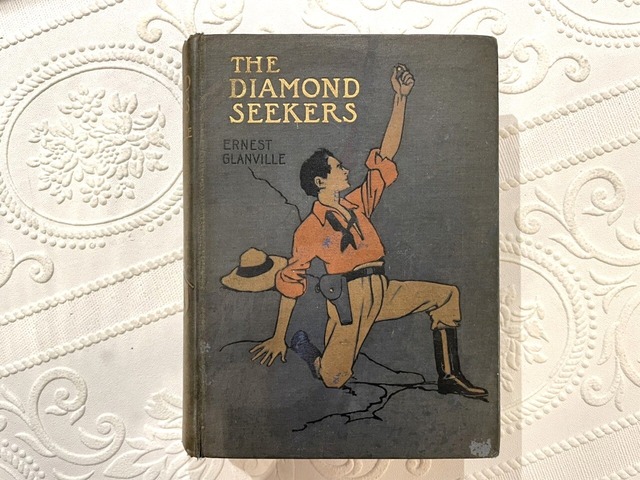 THE
DIAMOND
SEEKERS
ERNEST
GLANVILLE